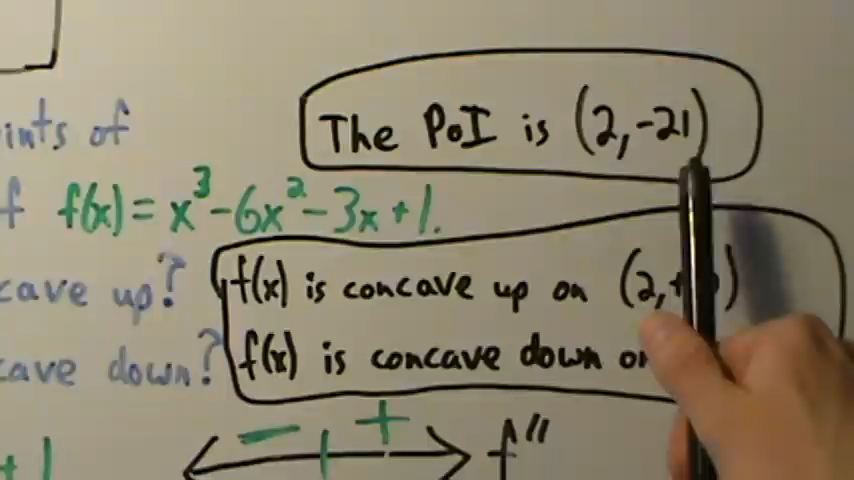 The PoI is (2,-21)
ints of
f f(x) = x³-6x²-3x+1.
cave up? f(x) is concave up on (2,+
cave down? f(x) is concave down on
- + f''
+1